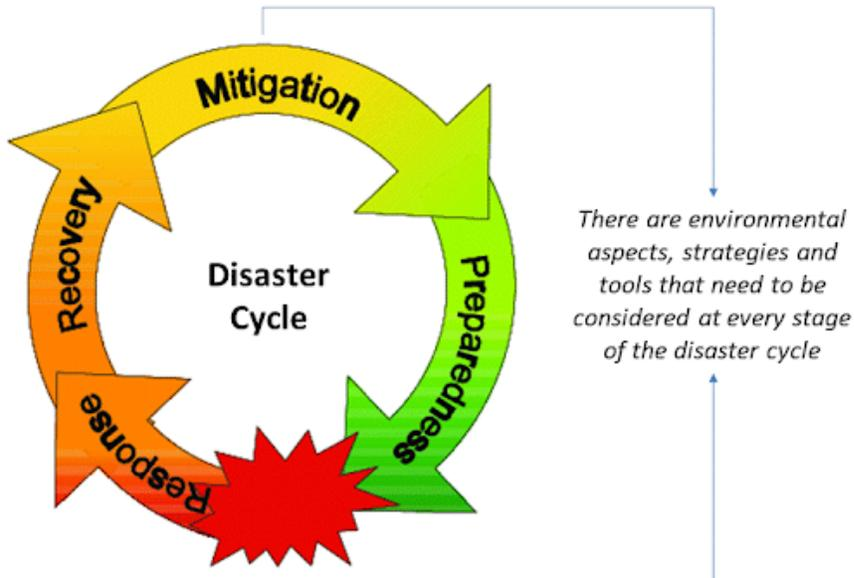 Mitigation
Preparedness
Response
Recovery
Disaster
Cycle
There are environmental
aspects, strategies and
tools that need to be
considered at every stage
of the disaster cycle